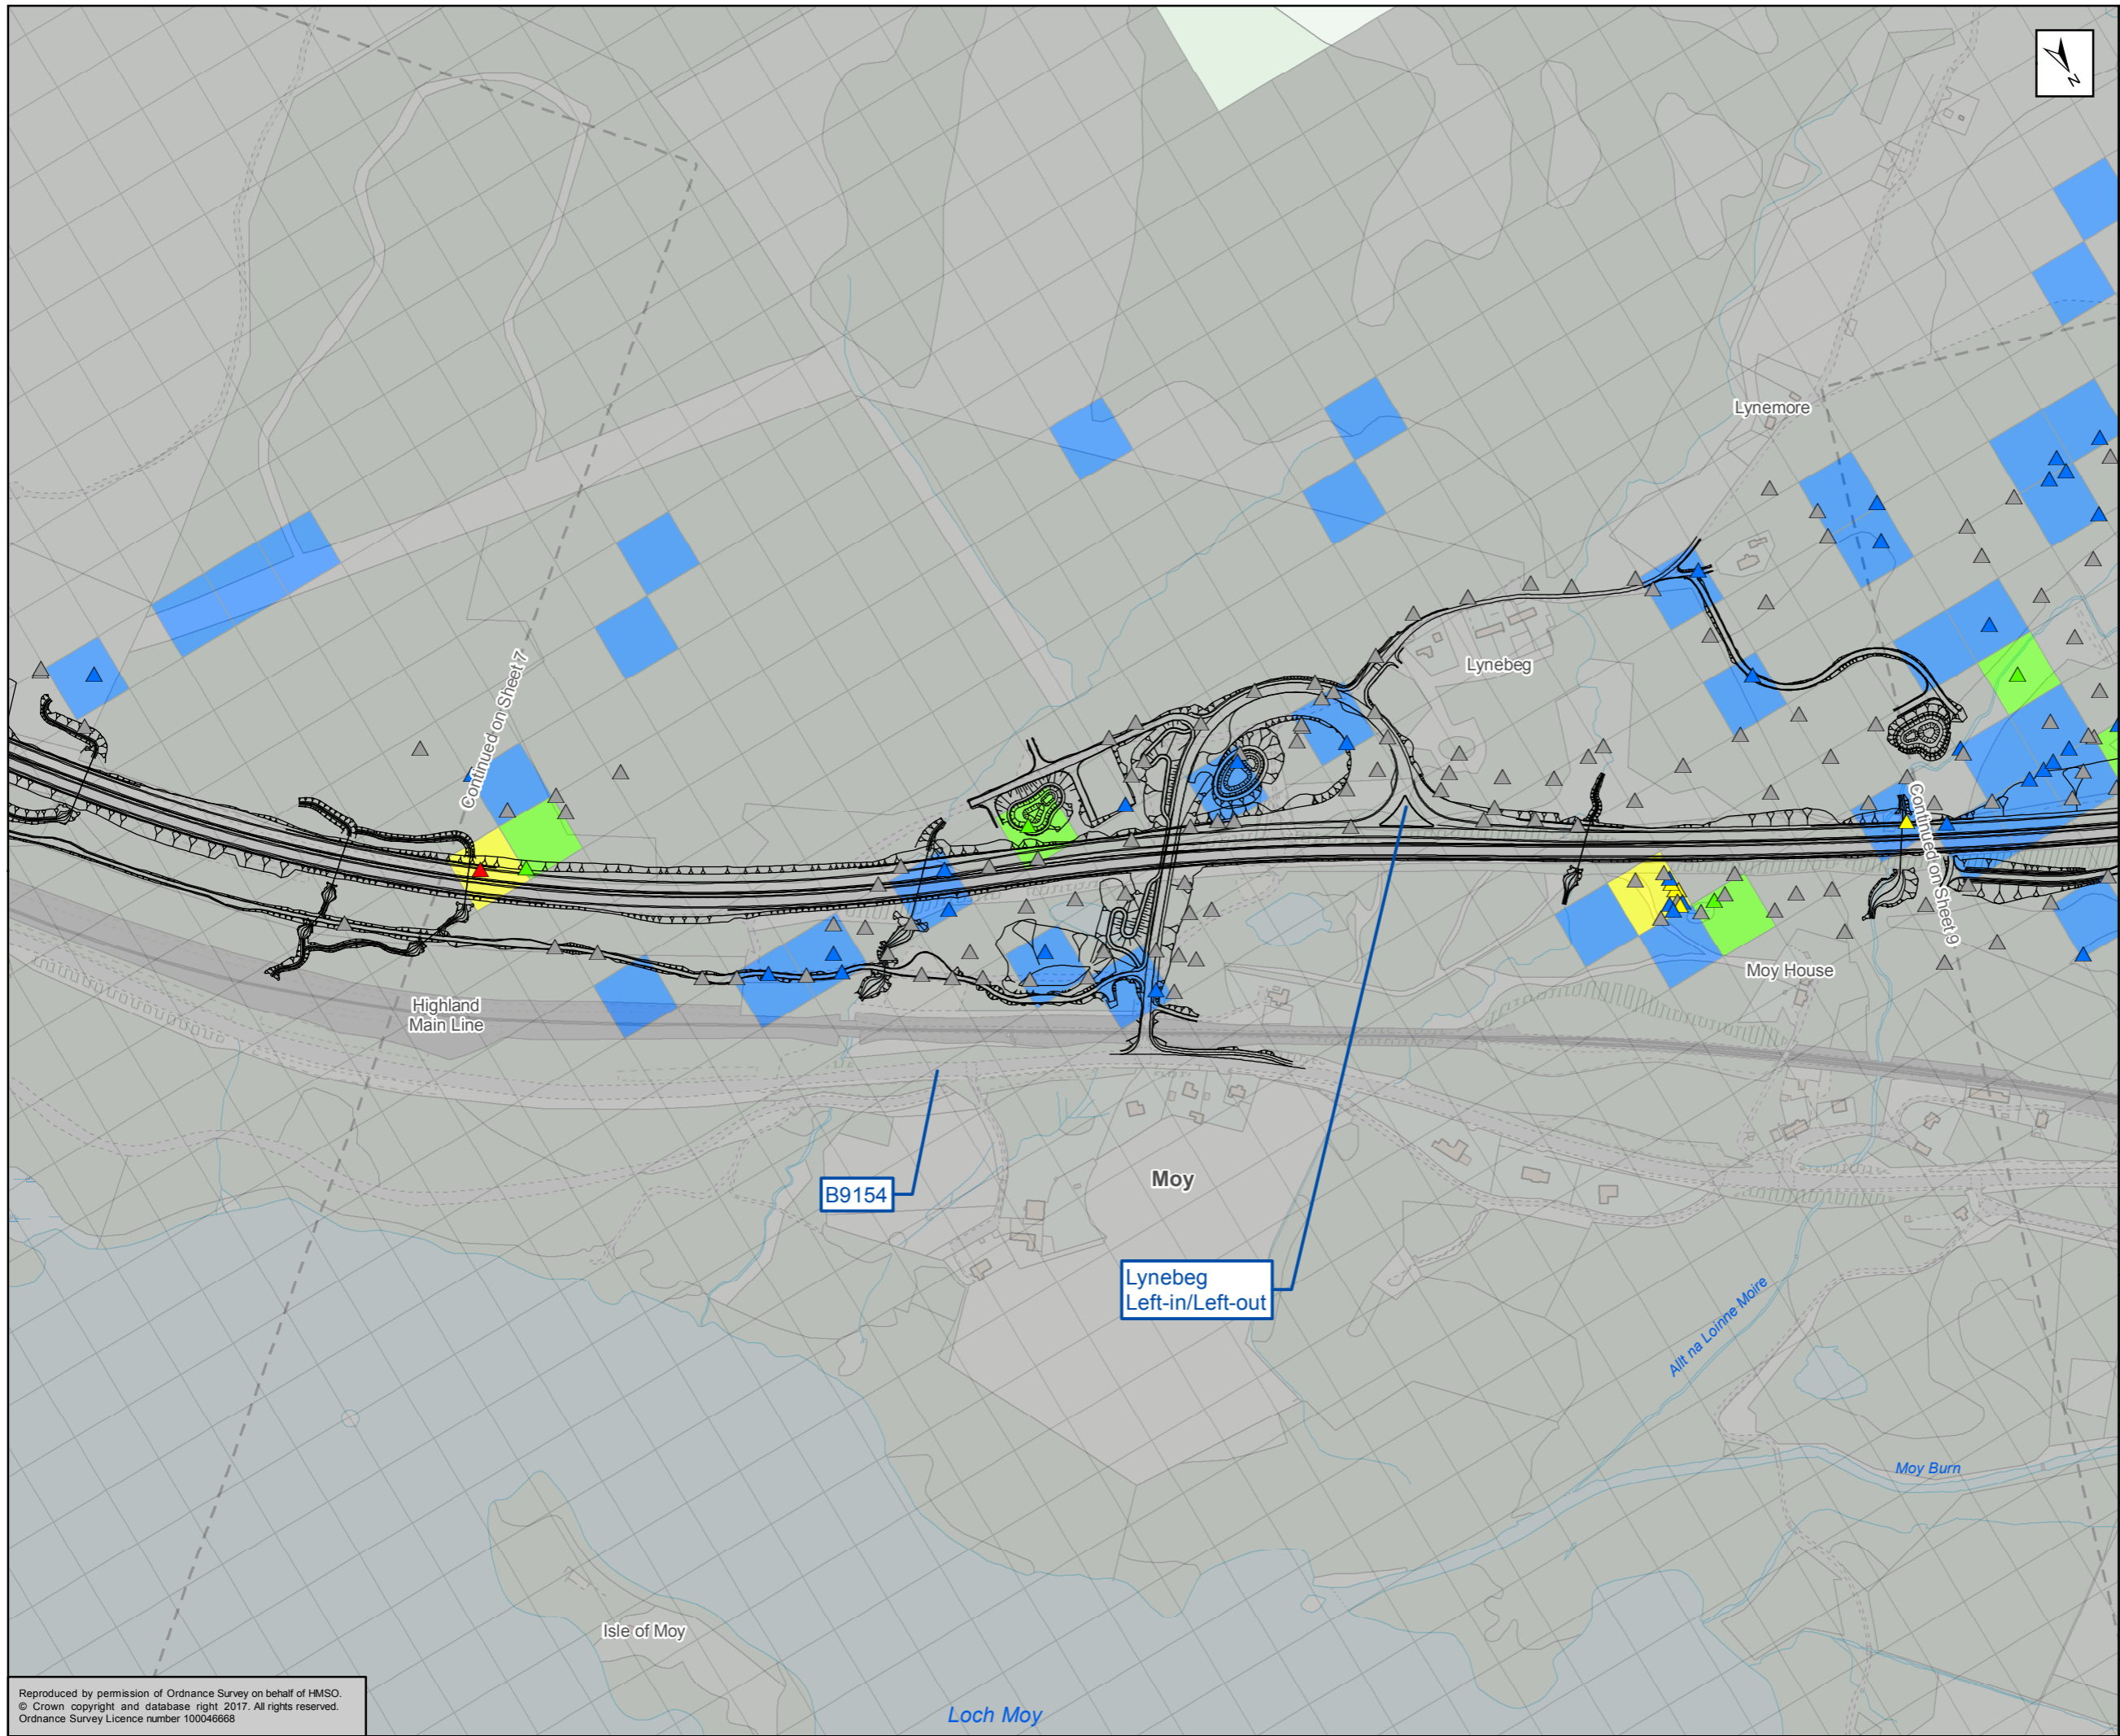 N
Lynemore
Continued on Sheet 7
Lynebeg
Continued on Sheet 9
Moy House
Highland
Main Line
B9154
Moy
Lynebeg
Left-in/Left-out
Allt na Loinne Moire
Moy Burn
Isle of Moy
Loch Moy
Reproduced by permission of Ordnance Survey on behalf of HMSO.
© Crown copyright and database right 2017. All rights reserved.
Ordnance Survey Licence number 100046668